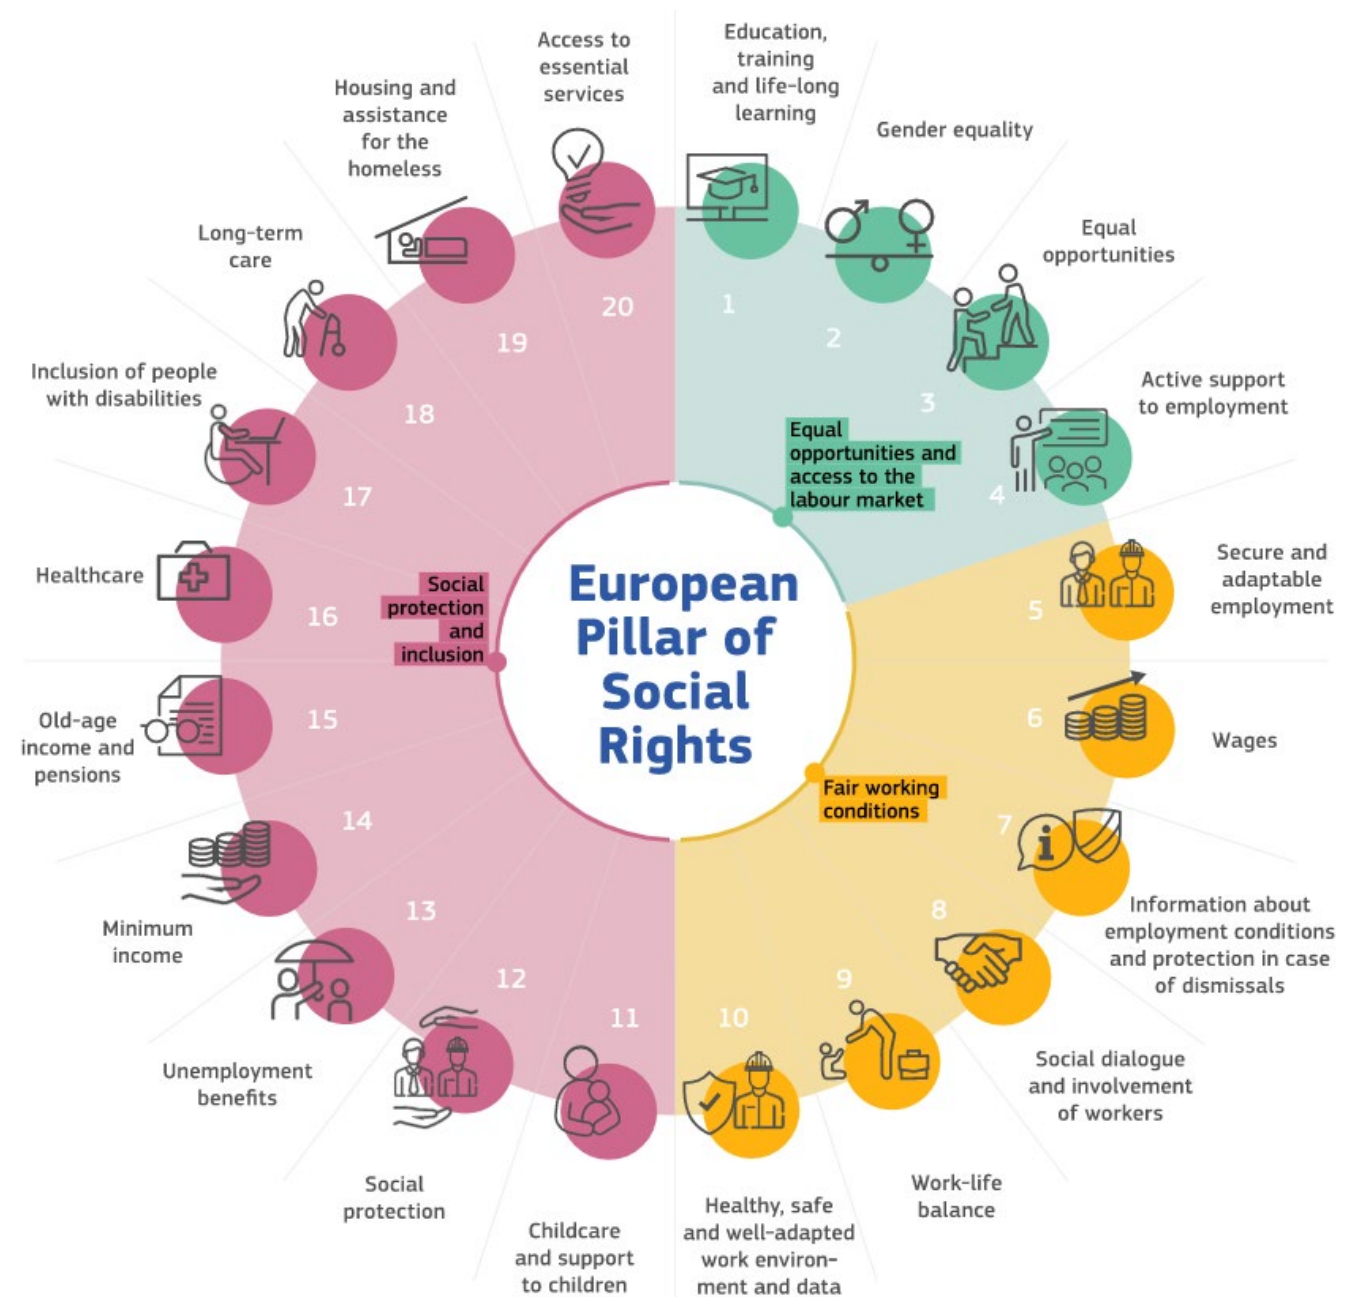 European
Pillar of
Social
Rights
Equal
opportunities and
access to the
labour market
1
Education,
training
and life-long
learning
2
Gender equality
3
Equal
opportunities
4
Active support
to employment
Fair working
conditions
5
Secure and
adaptable
employment
6
Wages
7
Information about
employment conditions
and protection in case
of dismissals
8
Social dialogue
and involvement
of workers
9
Work-life
balance
10
Healthy, safe
and well-adapted
work environ-
ment and data
Social
protection
and
inclusion
11
Childcare
and support
to children
12
Social
protection
13
Unemployment
benefits
14
Minimum
income
15
Old-age
income and
pensions
16
Healthcare
17
Inclusion of people
with disabilities
18
Long-term
care
19
Housing and
assistance
for the
homeless
20
Access to
essential
services